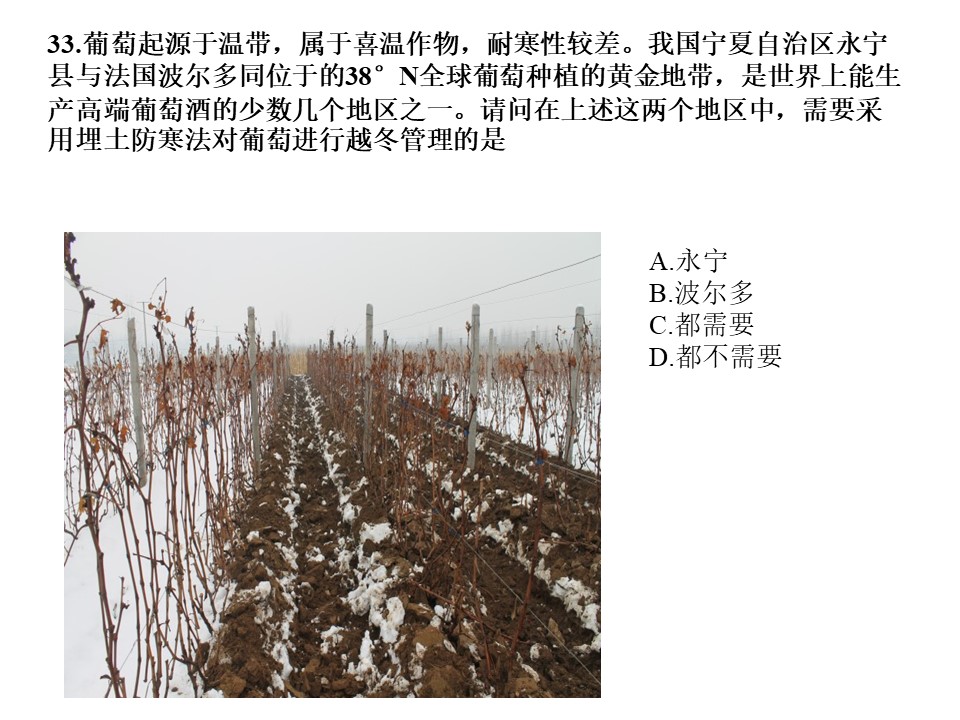 33.葡萄起源于温带，属于喜温作物，耐寒性较差。我国宁夏自治区永宁
县与法国波尔多同位于的38°N全球葡萄种植的黄金地带，是世界上能生
产高端葡萄酒的少数几个地区之一。请问在上述这两个地区中，需要采
用埋土防寒法对葡萄进行越冬管理的是
A.永宁
B.波尔多
C.都需要
D.都不需要